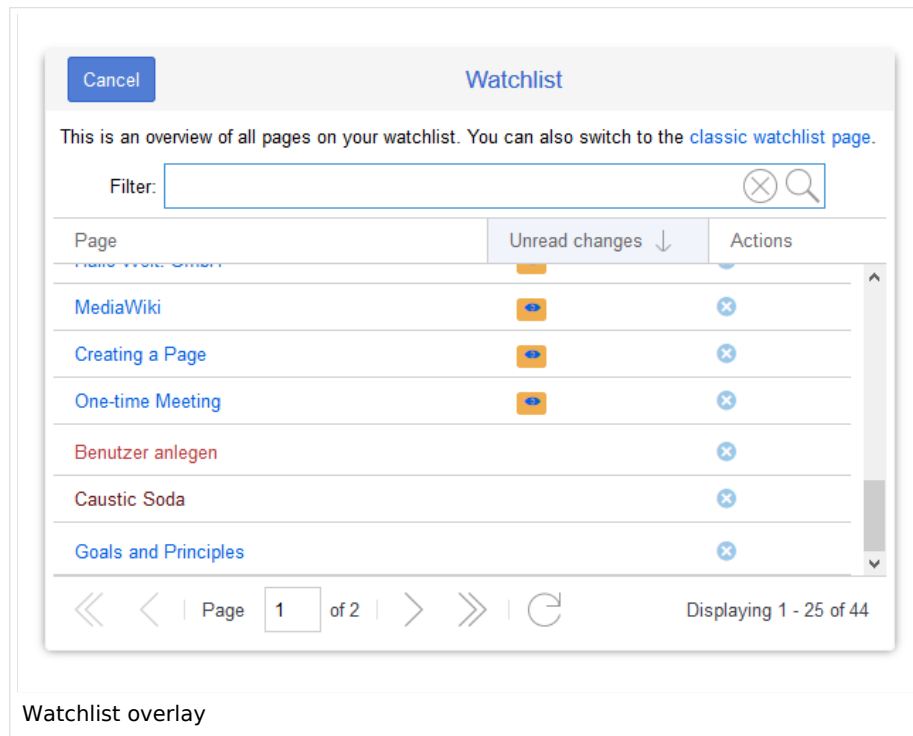 Cancel
Watchlist
This is an overview of all pages on your watchlist. You can also switch to the classic watchlist page.
Filter:
Page Unread changes Actions
MediaWiki
Creating a Page
One-time Meeting
Benutzer anlegen
Caustic Soda
Goals and Principles
Page 1 of 2 Displaying 1 - 25 of 44
Watchlist overlay